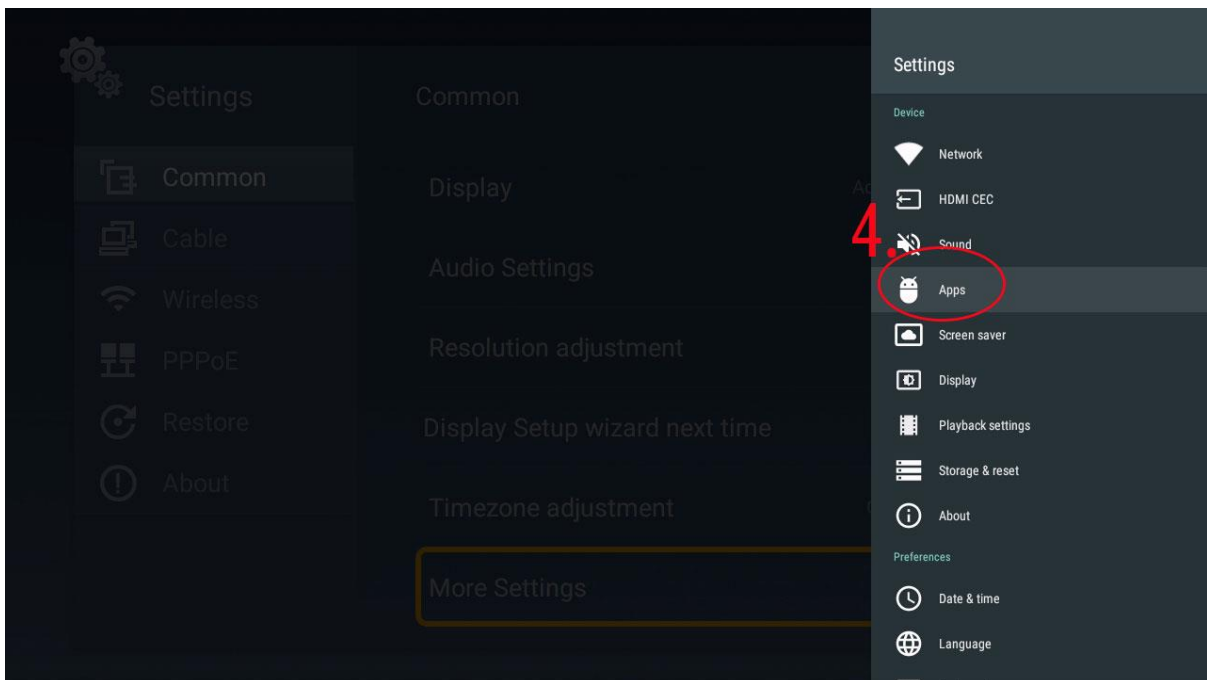 Settings
Common
Cable
Wireless
PPPoE
Restore
About
Common
Display
Audio Settings
Resolution adjustment
Display Setup wizard next time
Timezone adjustment
More Settings
4.
Settings
Device
Network
HDMI CEC
Sound
Apps
Screen saver
Display
Playback settings
Storage & reset
About
Preferences
Date & time
Language